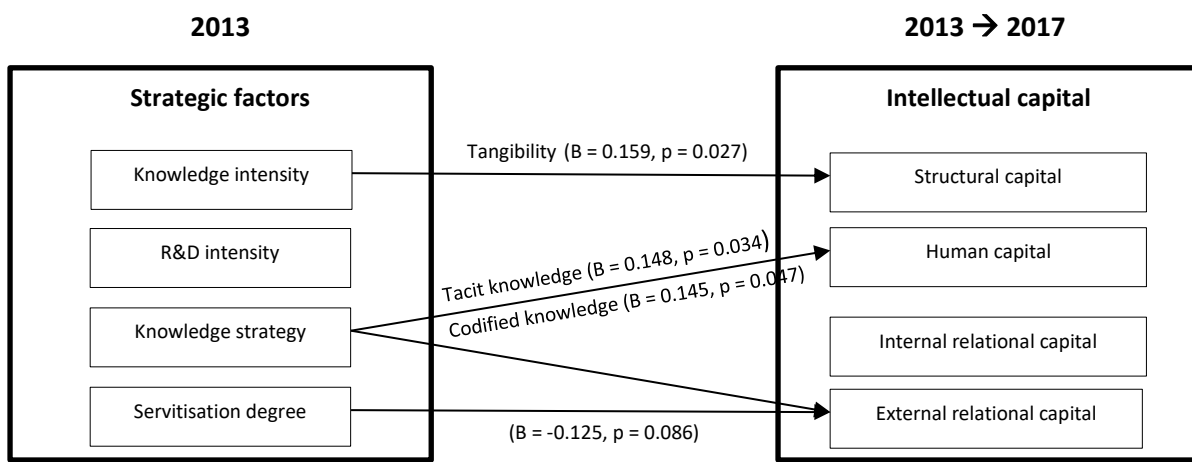 2013
2013 → 2017
Strategic factors
Intellectual capital
Tangibility (B = 0.159, p = 0.027)
Knowledge intensity
Structural capital
R&D intensity
Human capital
Tacit knowledge (B = 0.148, p = 0.034)
Codified knowledge (B = 0.145, p = 0.047)
Knowledge strategy
Internal relational capital
Servitisation degree
External relational capital
(B = -0.125, p = 0.086)